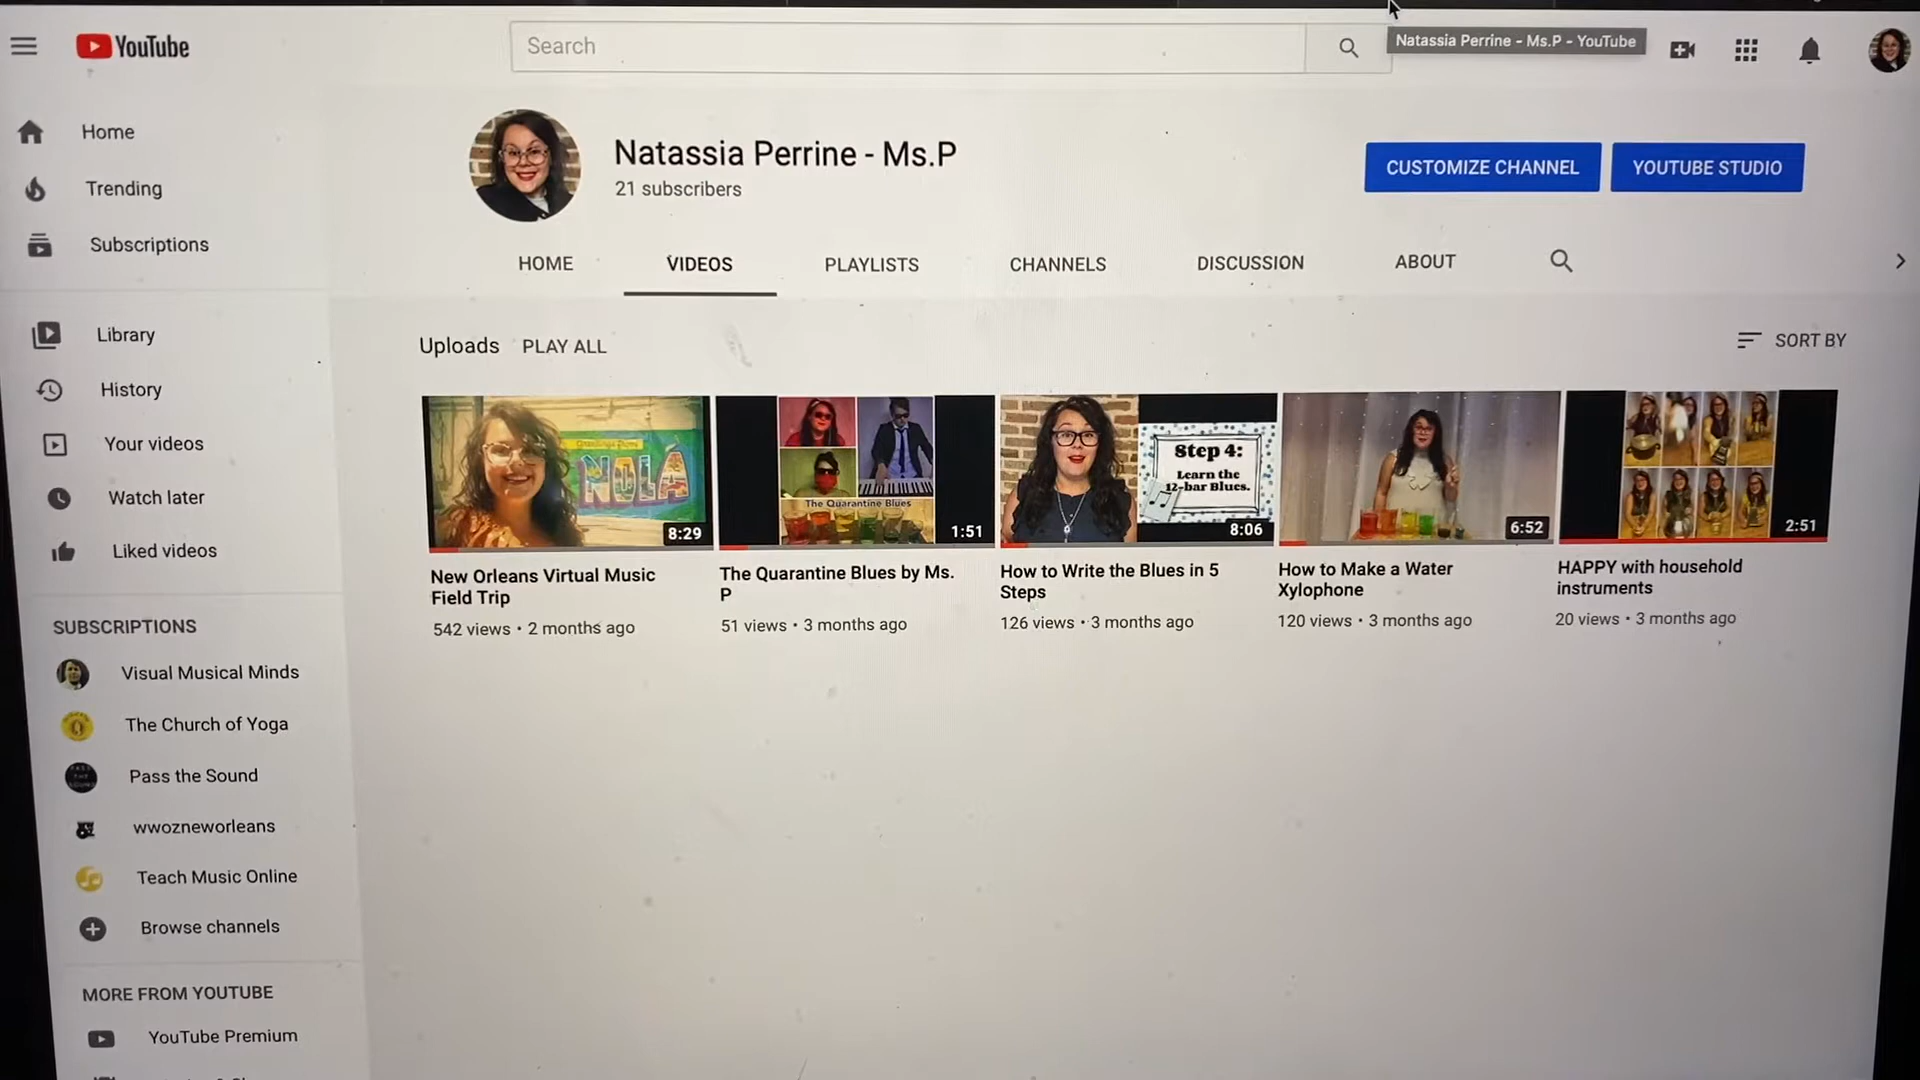 YouTube
Search
Natassia Perrine - Ms.P - YouTube
Home
Trending
Subscriptions
Library
History
Your videos
Watch later
Liked videos
SUBSCRIPTIONS
Visual Musical Minds
The Church of Yoga
Pass the Sound
wwozneworleans
Teach Music Online
Browse channels
MORE FROM YOUTUBE
YouTube Premium
Natassia Perrine - Ms.P
21 subscribers
CUSTOMIZE CHANNEL
YOUTUBE STUDIO
HOME
VIDEOS
PLAYLISTS
CHANNELS
DISCUSSION
ABOUT
Uploads
PLAY ALL
SORT BY
NOLA
8:29
New Orleans Virtual Music
Field Trip
542 views • 2 months ago
The Quarantine Blues
1:51
The Quarantine Blues by Ms.
P
51 views • 3 months ago
Step 4:
Learn the
12-bar Blues.
8:06
How to Write the Blues in 5
Steps
126 views • 3 months ago
6:52
How to Make a Water
Xylophone
120 views • 3 months ago
2:51
HAPPY with household
instruments
20 views • 3 months ago